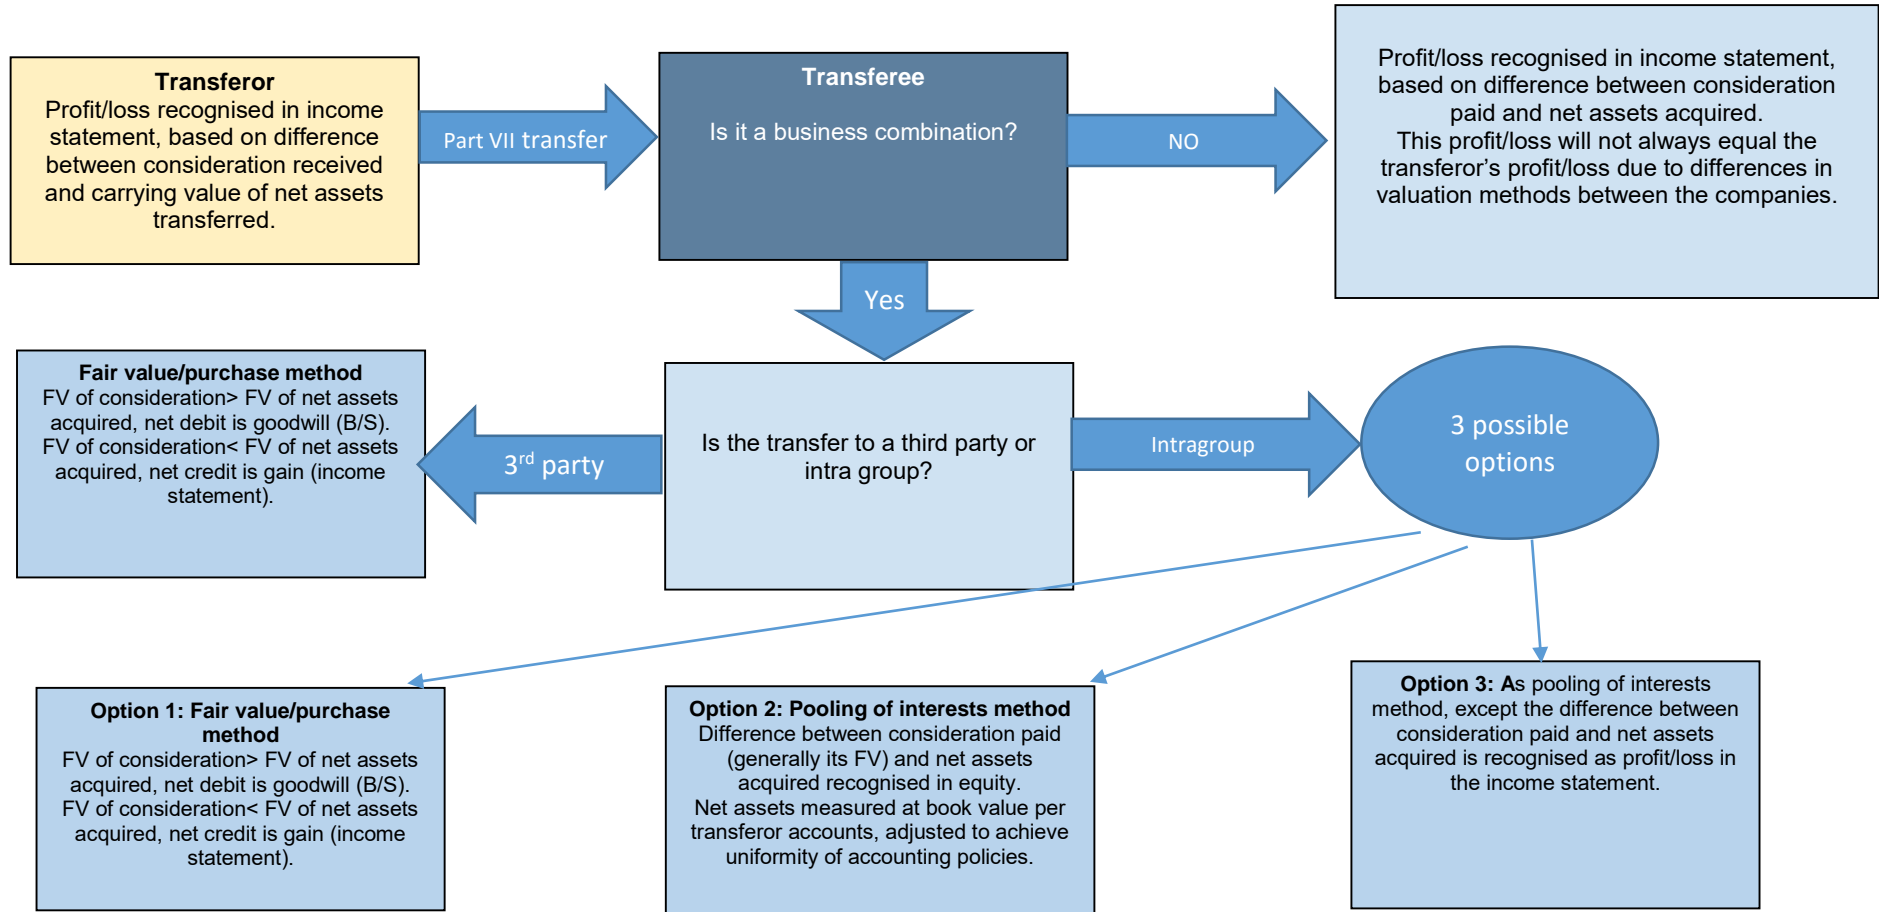 Transferor
Profit/loss recognised in income
statement, based on difference
between consideration received
and carrying value of net assets
transferred.
Part VII transfer
Transferee
Is it a business combination?
NO
Profit/loss recognised in income statement,
based on difference between consideration
paid and net assets acquired.
This profit/loss will not always equal the
transferor’s profit/loss due to differences in
valuation methods between the companies.
Yes
Fair value/purchase method
FV of consideration> FV of net assets
acquired, net debit is goodwill (B/S).
FV of consideration< FV of net assets
acquired, net credit is gain (income
statement).
3rd party
Is the transfer to a third party or
intra group?
Intragroup
3 possible
options
Option 1: Fair value/purchase
method
FV of consideration> FV of net assets
acquired, net debit is goodwill (B/S).
FV of consideration< FV of net assets
acquired, net credit is gain (income
statement).
Option 2: Pooling of interests method
Difference between consideration paid
(generally its FV) and net assets
acquired recognised in equity.
Net assets measured at book value per
transferor accounts, adjusted to achieve
uniformity of accounting policies.
Option 3: As pooling of interests
method, except the difference between
consideration paid and net assets
acquired is recognised as profit/loss in
the income statement.